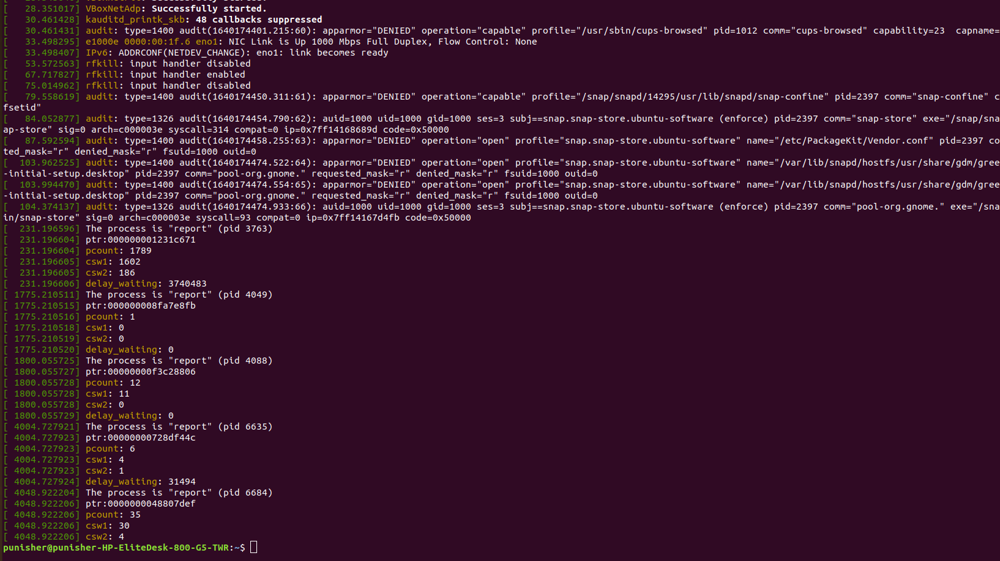 [   28.351017] VBoxNetAdp: Successfully started.
[   30.461428] kauditd_printk_skb: 48 callbacks suppressed
[   30.461431] audit: type=1400 audit(1640174401.215:60): apparmor="DENIED" operation="capable" profile="/usr/sbin/cups-browsed" pid=1012 comm="cups-browsed" capability=23  capname=
[   33.498295] e1000e 0000:00:1f.6 eno1: NIC Link is Up 1000 Mbps Full Duplex, Flow Control: None
[   33.498407] IPv6: ADDRCONF(NETDEV_CHANGE): eno1: link becomes ready
[   53.572563] rfkill: input handler disabled
[   67.717827] rfkill: input handler enabled
[   75.014962] rfkill: input handler disabled
[   79.558619] audit: type=1400 audit(1640174450.311:61): apparmor="DENIED" operation="capable" profile="/snap/snapd/14295/usr/lib/snapd/snap-confine" pid=2397 comm="snap-confine" c
fsetid"
[   84.052877] audit: type=1326 audit(1640174454.790:62): auid=1000 uid=1000 gid=1000 ses=3 subj==snap.snap-store.ubuntu-software (enforce) pid=2397 comm="snap-store" exe="/snap/sna
ap-store" sig=0 arch=c000003e syscall=314 compat=0 ip=0x7ff14168689d code=0x50000
[   87.592594] audit: type=1400 audit(1640174458.255:63): apparmor="DENIED" operation="open" profile="snap.snap-store.ubuntu-software" name="/etc/PackageKit/Vendor.conf" pid=2397 co
ted_mask="r" denied_mask="r" fsuid=1000 ouid=0
[  103.962525] audit: type=1400 audit(1640174474.522:64): apparmor="DENIED" operation="open" profile="snap.snap-store.ubuntu-software" name="/var/lib/snapd/hostfs/usr/share/gdm/gree
-initial-setup.desktop" pid=2397 comm="pool-org.gnome." requested_mask="r" denied_mask="r" fsuid=1000 ouid=0
[  103.994470] audit: type=1400 audit(1640174474.554:65): apparmor="DENIED" operation="open" profile="snap.snap-store.ubuntu-software" name="/var/lib/snapd/hostfs/usr/share/gdm/gree
-initial-setup.desktop" pid=2397 comm="pool-org.gnome." requested_mask="r" denied_mask="r" fsuid=1000 ouid=0
[  104.374137] audit: type=1326 audit(1640174474.933:66): auid=1000 uid=1000 gid=1000 ses=3 subj==snap.snap-store.ubuntu-software (enforce) pid=2397 comm="pool-org.gnome." exe="/sna
in/snap-store" sig=0 arch=c000003e syscall=93 compat=0 ip=0x7ff14167d4fb code=0x50000
[  231.196596] The process is "report" (pid 3763)
[  231.196604] ptr:000000001231c671
[  231.196604] pcount: 1789
[  231.196605] csw1: 1602
[  231.196605] csw2: 186
[  231.196606] delay_waiting: 3740483
[ 1775.210511] The process is "report" (pid 4049)
[ 1775.210515] ptr:000000008fa7e8fb
[ 1775.210516] pcount: 1
[ 1775.210518] csw1: 0
[ 1775.210519] csw2: 0
[ 1775.210520] delay_waiting: 0
[ 1800.055725] The process is "report" (pid 4088)
[ 1800.055727] ptr:00000000f3c28806
[ 1800.055728] pcount: 12
[ 1800.055728] csw1: 11
[ 1800.055728] csw2: 0
[ 1800.055729] delay_waiting: 0
[ 4004.727921] The process is "report" (pid 6635)
[ 4004.727923] ptr:00000000728df44c
[ 4004.727923] pcount: 6
[ 4004.727923] csw1: 4
[ 4004.727923] csw2: 1
[ 4004.727924] delay_waiting: 31494
[ 4048.922204] The process is "report" (pid 6684)
[ 4048.922206] ptr:0000000048807def
[ 4048.922206] pcount: 35
[ 4048.922206] csw1: 30
[ 4048.922206] csw2: 4
punisher@punisher-HP-EliteDesk-800-G5-TWR:~$